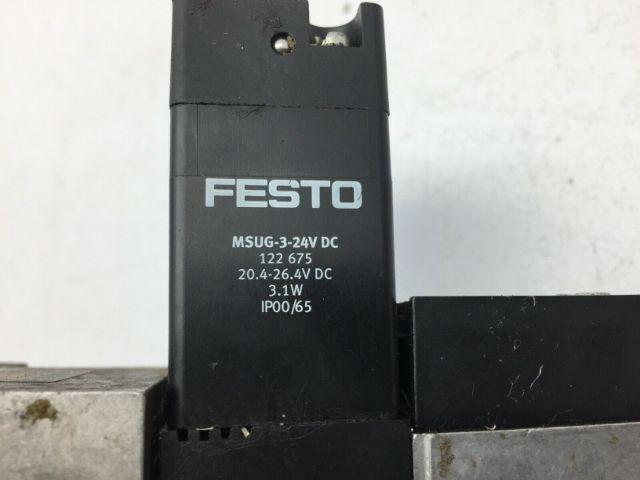 FESTO
MSUG-3-24V DC
122 675
20.4-26.4V DC
3.1W
IP00/65